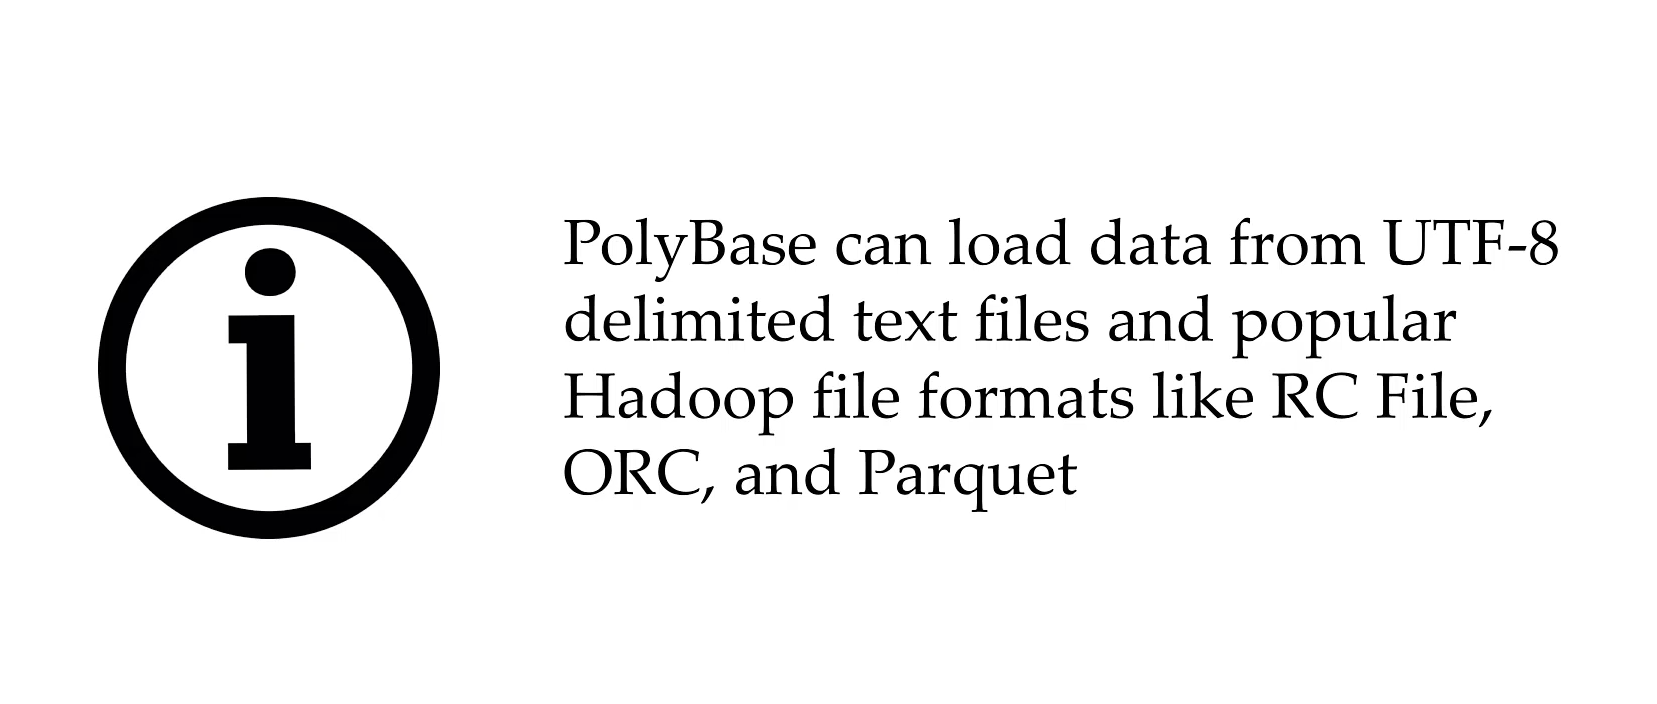 PolyBase can load data from UTF-8
delimited text files and popular
Hadoop file formats like RC File,
ORC, and Parquet